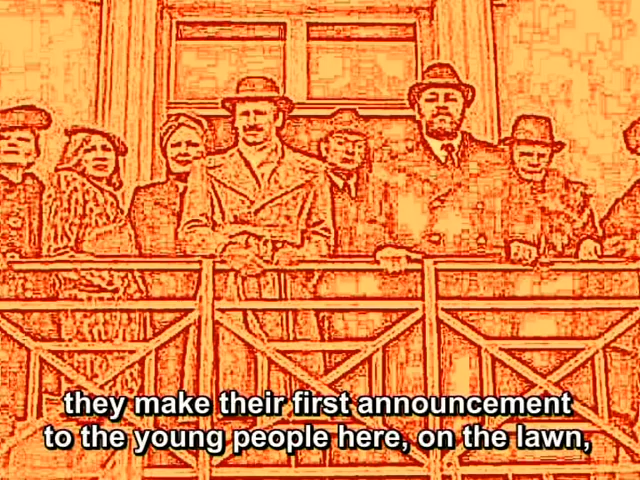 they make their first announcement
to the young people here, on the lawn,